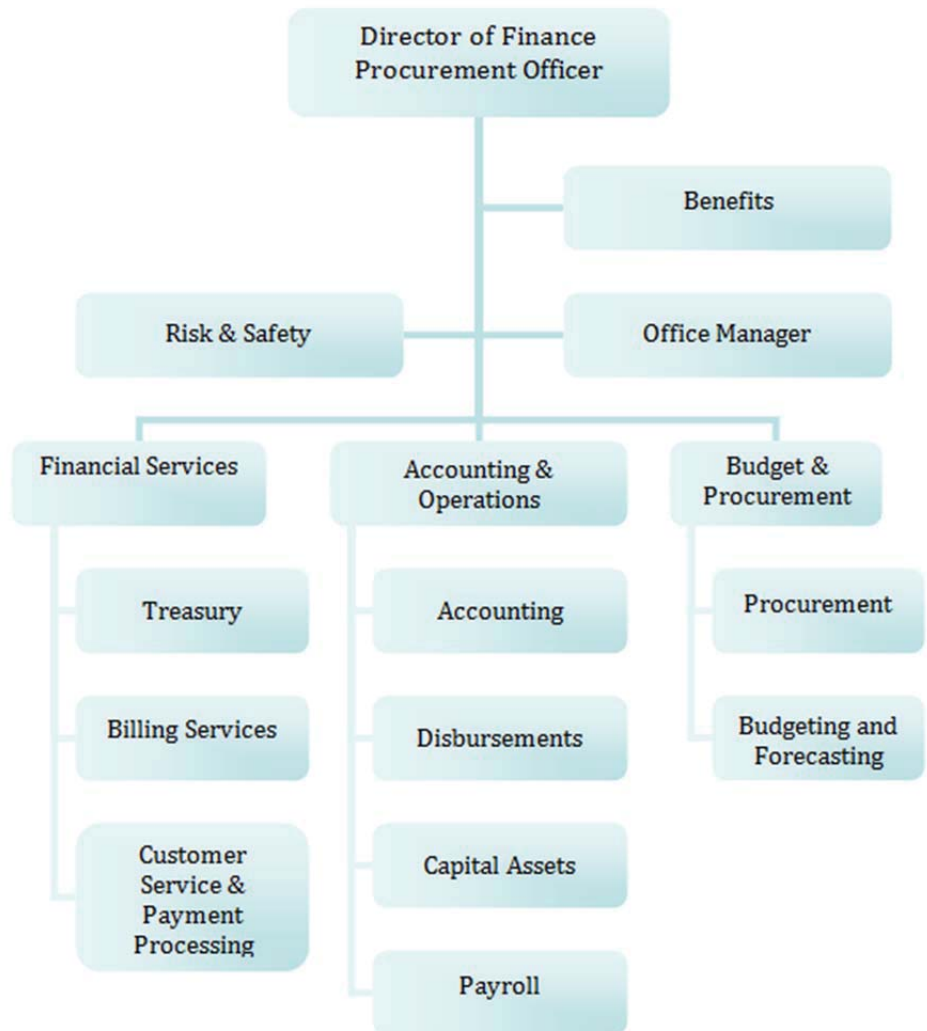 Director of Finance
Procurement Officer
Benefits
Risk & Safety
Office Manager
Financial Services
Accounting &
Operations
Budget &
Procurement
Treasury
Accounting
Procurement
Billing Services
Disbursements
Budgeting and
Forecasting
Customer
Service &
Payment
Processing
Capital Assets
Payroll